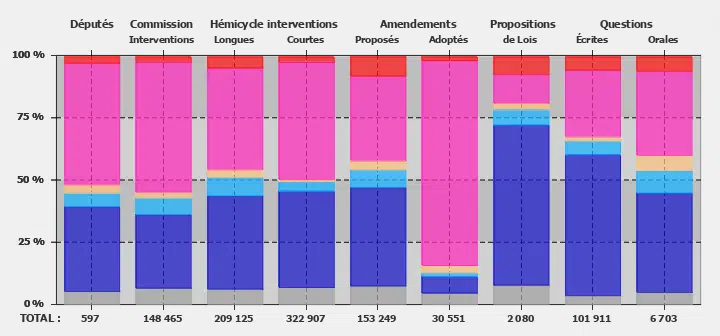 Députés Commission Hémicycle interventions Amendements Propositions Questions
Interventions Longues Courtes Proposés Adoptés de Lois Écrites Orales
100 %
75 %
50 %
25 %
0 %
TOTAL : 597 148 465 209 125 322 907 153 249 30 551 2 080 101 911 6 703